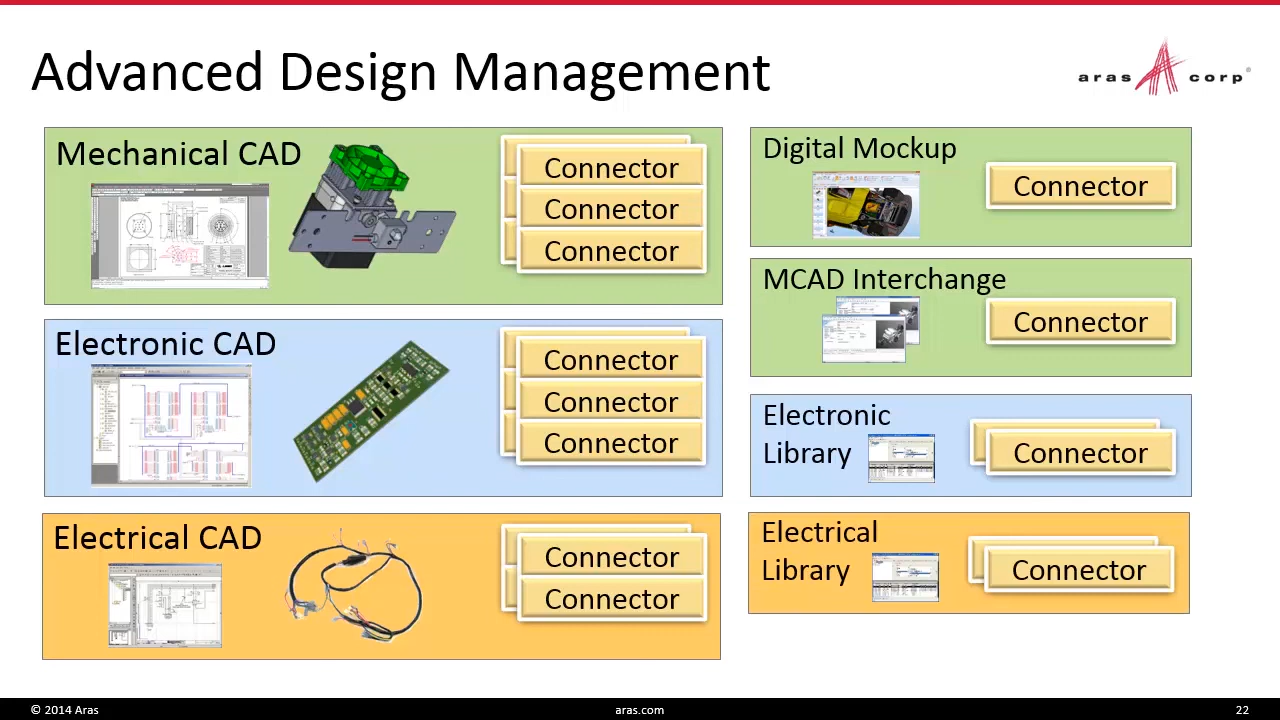 Advanced Design Management
aras corp®
Mechanical CAD
Connector
Connector
Connector
Digital Mockup
Connector
MCAD Interchange
Connector
Electronic CAD
Connector
Connector
Connector
Electronic
Library
Connector
Electrical CAD
Connector
Connector
Electrical
Library
Connector
© 2014 Aras
aras.com
22